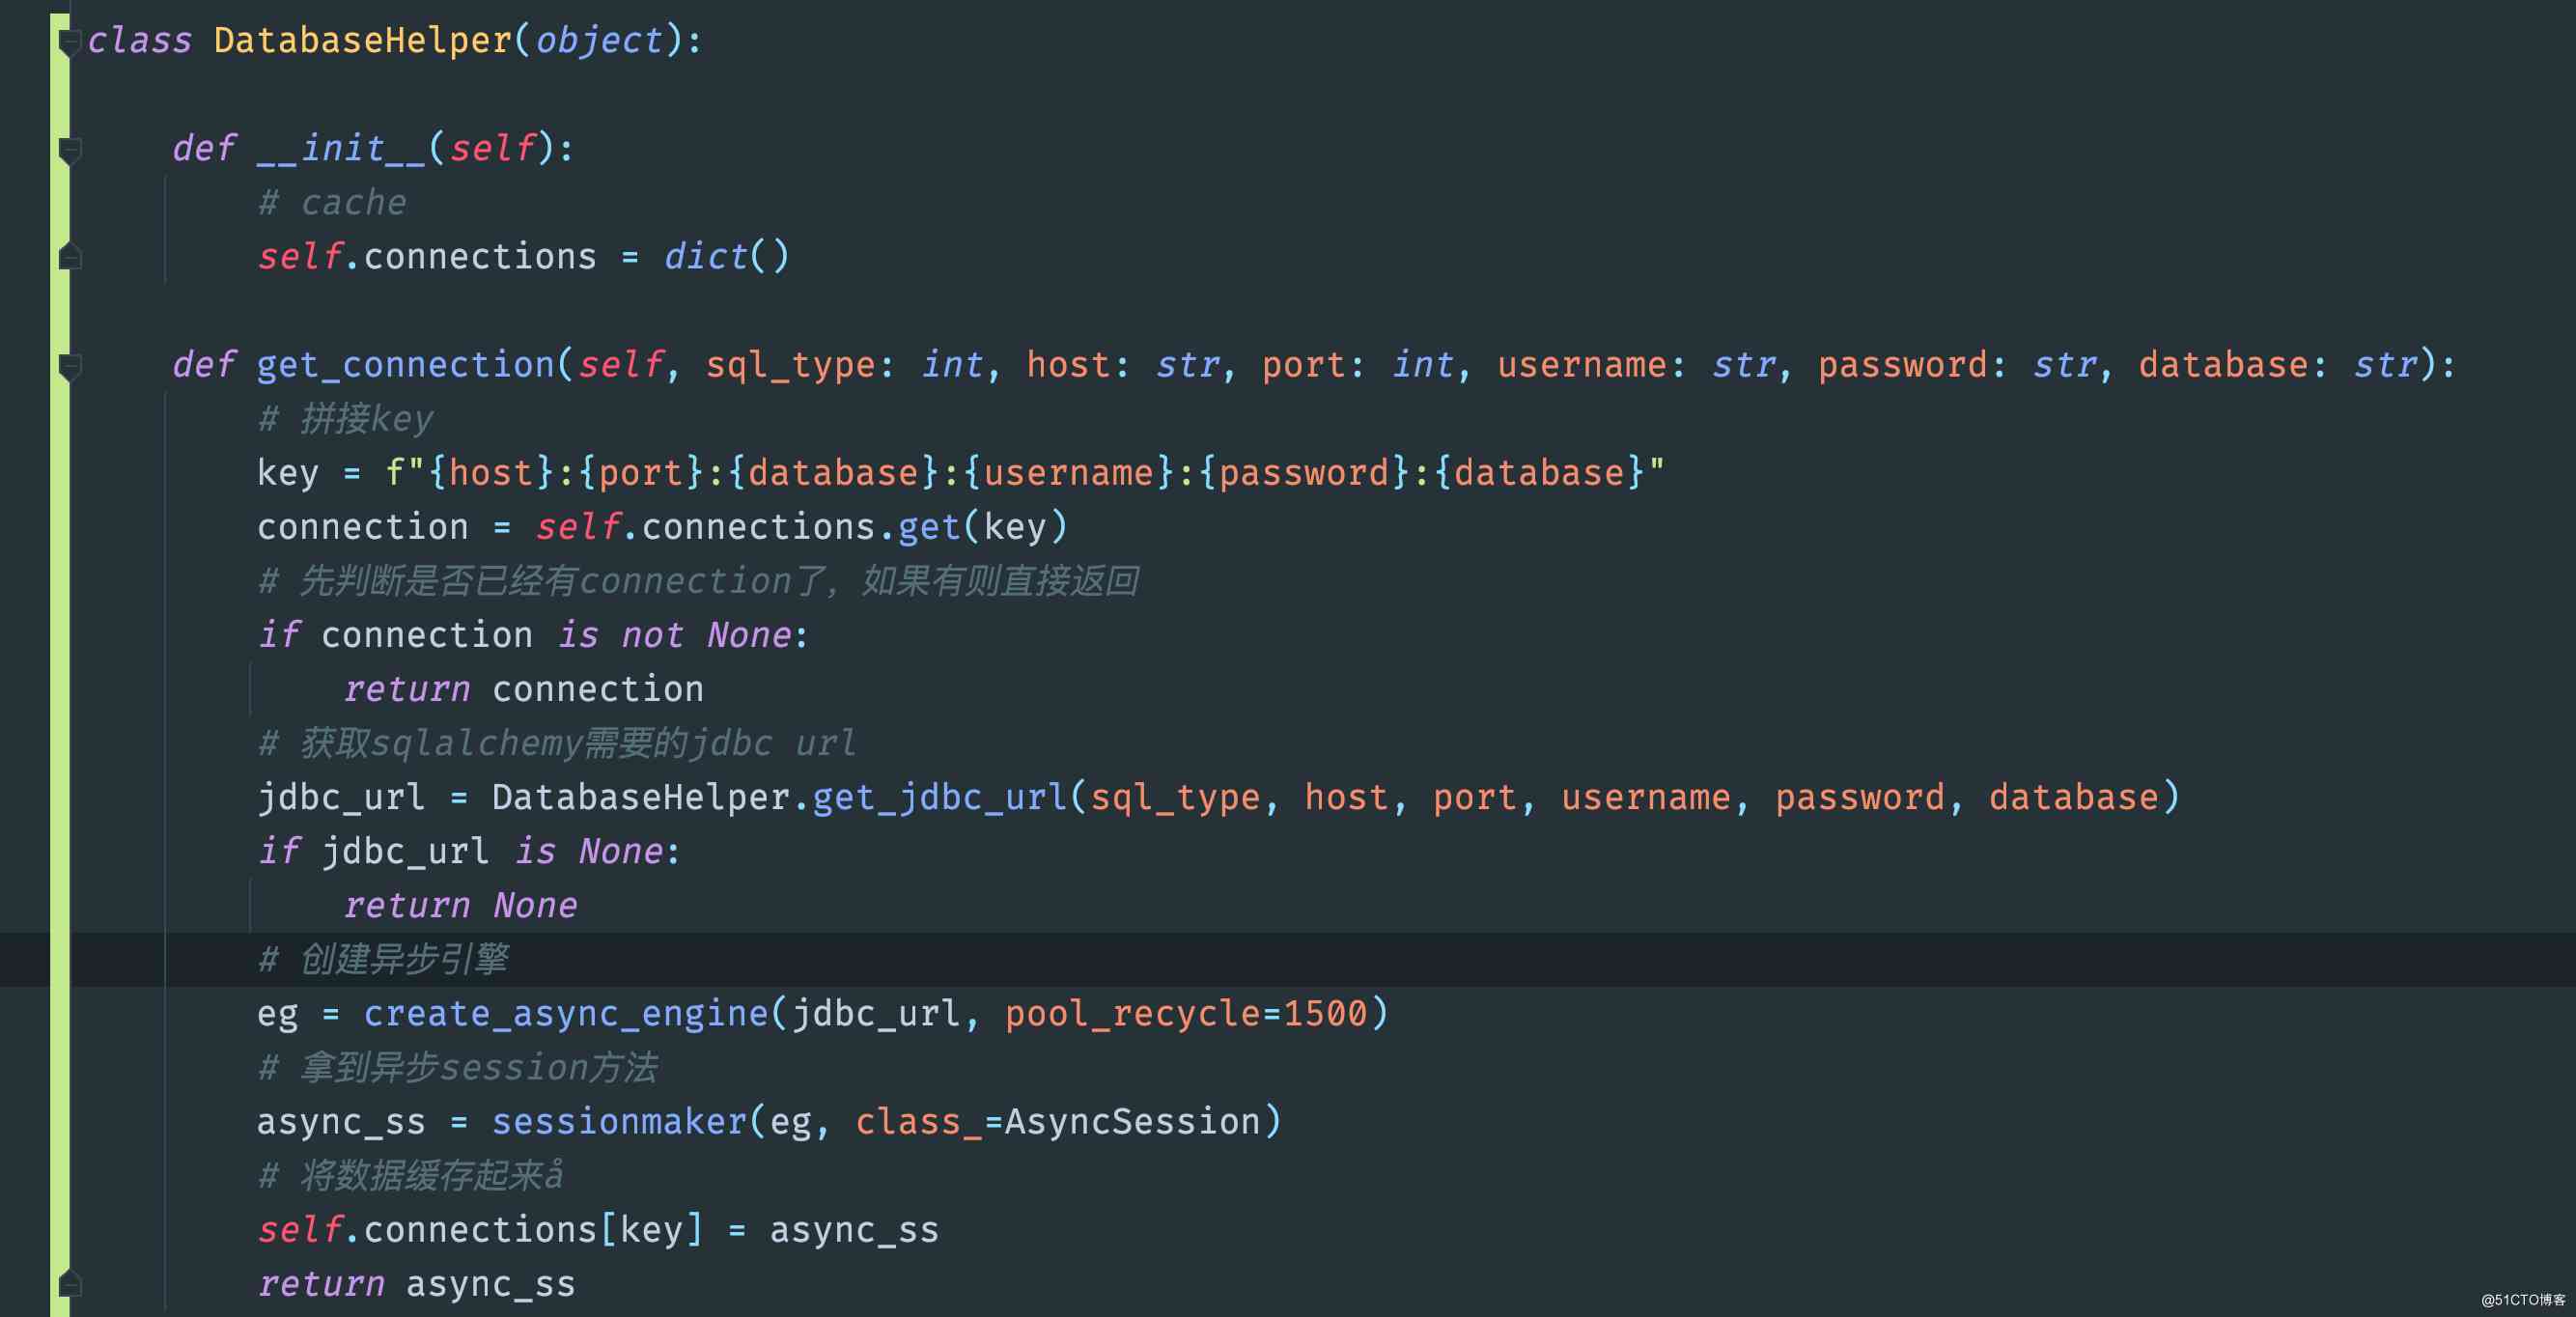 class DatabaseHelper(object):
def __init__(self):
# cache
self.connections = dict()
def get_connection(self, sql_type: int, host: str, port: int, username: str, password: str, database: str):
# 拼接key
key = f"{host}:{port}:{database}:{username}:{password}:{database}"
connection = self.connections.get(key)
# 先判断是否已经有connection了, 如果有则直接返回
if connection is not None:
return connection
# 获取sqlalchemy需要的jdbc url
jdbc_url = DatabaseHelper.get_jdbc_url(sql_type, host, port, username, password, database)
if jdbc_url is None:
return None
# 创建异步引擎
eg = create_async_engine(jdbc_url, pool_recycle=1500)
# 拿到异步session方法
async_ss = sessionmaker(eg, class_=AsyncSession)
# 将数据缓存起来å
self.connections[key] = async_ss
return async_ss
@51CTO博客